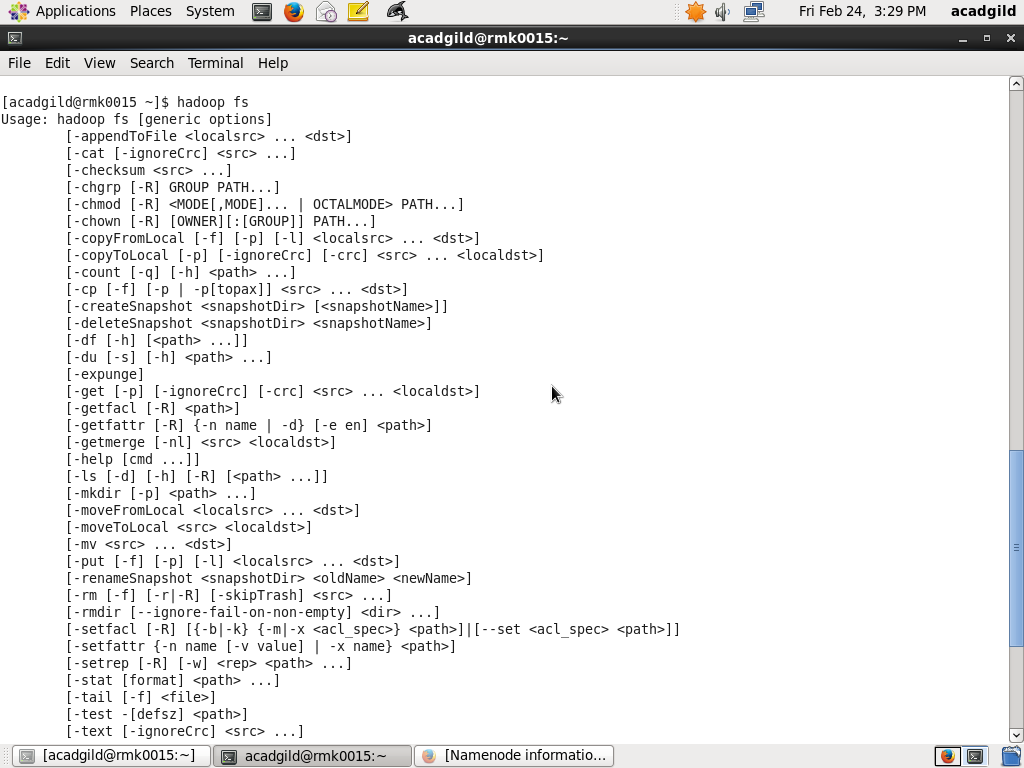 Applications Places System Fri Feb 24, 3:29 PM acadgild
acadgild@rmk0015:~
File Edit View Search Terminal Help
[acadgild@rmk0015 ~]$ hadoop fs
Usage: hadoop fs [generic options]
[-appendToFile <localsrc> ... <dst>]
[-cat [-ignoreCrc] <src> ...]
[-checksum <src> ...]
[-chgrp [-R] GROUP PATH...]
[-chmod [-R] <MODE[,MODE]... | OCTALMODE> PATH...]
[-chown [-R] [OWNER][:[GROUP]] PATH...]
[-copyFromLocal [-f] [-p] [-l] <localsrc> ... <dst>]
[-copyToLocal [-p] [-ignoreCrc] [-crc] <src> ... <localdst>]
[-count [-q] [-h] <path> ...]
[-cp [-f] [-p | -p[topax]] <src> ... <dst>]
[-createSnapshot <snapshotDir> [<snapshotName>]]
[-deleteSnapshot <snapshotDir> <snapshotName>]
[-df [-h] [<path> ...]]
[-du [-s] [-h] <path> ...]
[-expunge]
[-get [-p] [-ignoreCrc] [-crc] <src> ... <localdst>]
[-getfacl [-R] <path>]
[-getfattr [-R] {-n name | -d} [-e en] <path>]
[-getmerge [-nl] <src> <localdst>]
[-help [cmd ...]]
[-ls [-d] [-h] [-R] [<path> ...]]
[-mkdir [-p] <path> ...]
[-moveFromLocal <localsrc> ... <dst>]
[-moveToLocal <src> <localdst>]
[-mv <src> ... <dst>]
[-put [-f] [-p] [-l] <localsrc> ... <dst>]
[-renameSnapshot <snapshotDir> <oldName> <newName>]
[-rm [-f] [-r|-R] [-skipTrash] <src> ...]
[-rmdir [--ignore-fail-on-non-empty] <dir> ...]
[-setfacl [-R] [{-b|-k} {-m|-x <acl_spec>} <path>]|[--set <acl_spec> <path>]]
[-setfattr {-n name [-v value] | -x name} <path>]
[-setrep [-R] [-w] <rep> <path> ...]
[-stat [format] <path> ...]
[-tail [-f] <file>]
[-test -[defsz] <path>]
[-text [-ignoreCrc] <src> ...]
[acadgild@rmk0015:~] acadgild@rmk0015:~ [Namenode informatio...